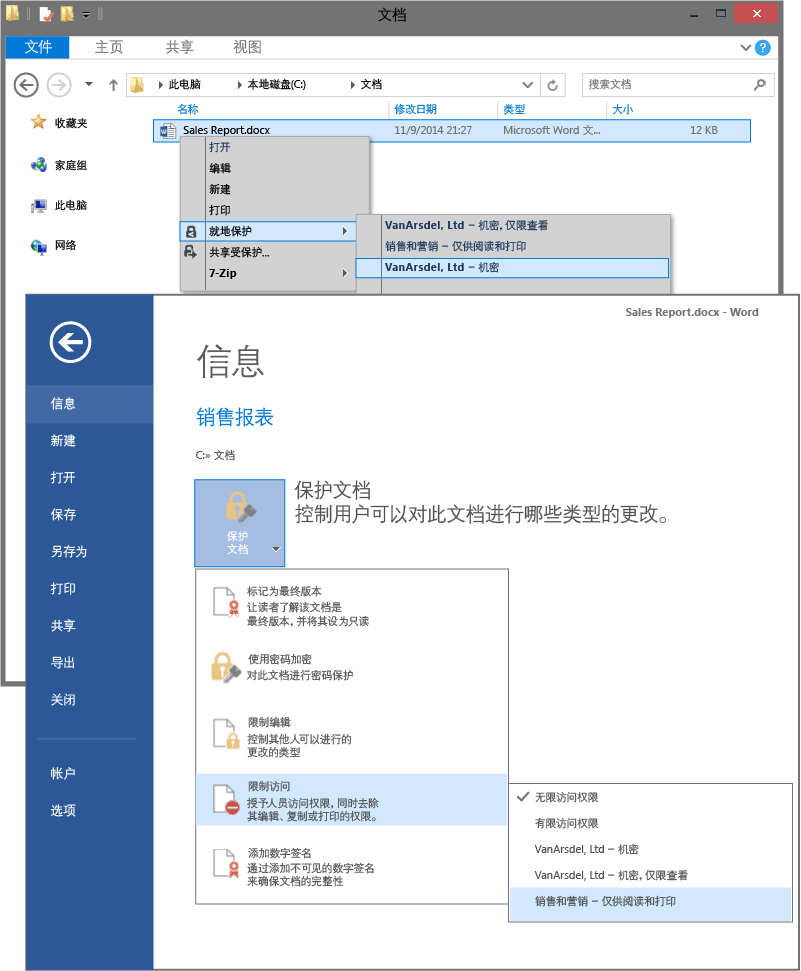 文档
文件 主页 共享 视图
此电脑 本地磁盘(C:) 文档 搜索文档
名称 修改日期 类型 大小
收藏夹
Sales Report.docx 11/9/2014 21:27 Microsoft Word 文... 12 KB
打开
家庭组
编辑
新建
此电脑
打印
就地保护
网络
共享受保护...
7-Zip
VanArsdel, Ltd – 机密, 仅限查看
销售和营销 – 仅供阅读和打印
VanArsdel, Ltd – 机密
Sales Report.docx - Word
信息
新建
打开
保存
另存为
打印
共享
导出
关闭
帐户
选项
信息
销售报表
C:» 文档
保护
文档
保护文档
控制用户可以对此文档进行哪些类型的更改。
标记为最终版本
让读者了解该文档是
最终版本, 并将其设为只读
使用密码加密
对此文档进行密码保护
限制编辑
控制其他人可以进行的
更改的类型
限制访问
授予人员访问权限, 同时去除
其编辑、复制或打印的权限。
添加数字签名
通过添加不可见的数字签名
来确保文档的完整性
无限访问权限
有限访问权限
VanArsdel, Ltd – 机密
VanArsdel, Ltd – 机密, 仅限查看
销售和营销 – 仅供阅读和打印